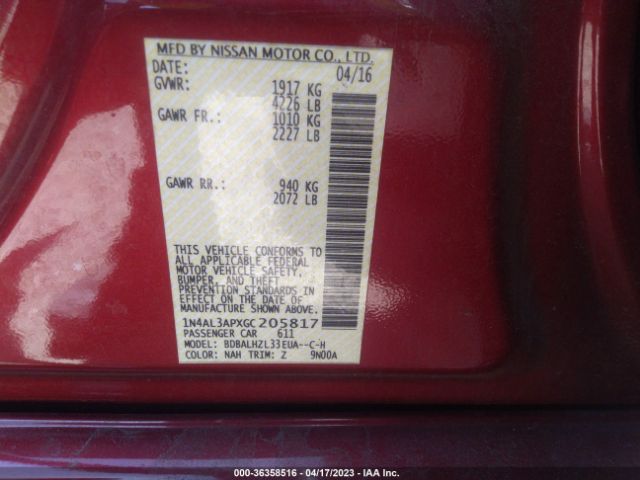 MFD BY NISSAN MOTOR CO., LTD.
DATE: 04/16
GVWR: 1917 KG
4226 LB
GAWR FR.: 1010 KG
2227 LB
GAWR RR.: 940 KG
2072 LB
THIS VEHICLE CONFORMS TO
ALL APPLICABLE FEDERAL
MOTOR VEHICLE SAFETY,
BUMPER, AND THEFT
PREVENTION STANDARDS IN
EFFECT ON THE DATE OF
MANUFACTURE SHOWN ABOVE.
1N4AL3APXGC205817
PASSENGER CAR 611
MODEL: BDBALHZL33EUA--C-H
COLOR: NAH TRIM: Z 9N00A
000-36358516 - 04/17/2023 - IAA Inc.